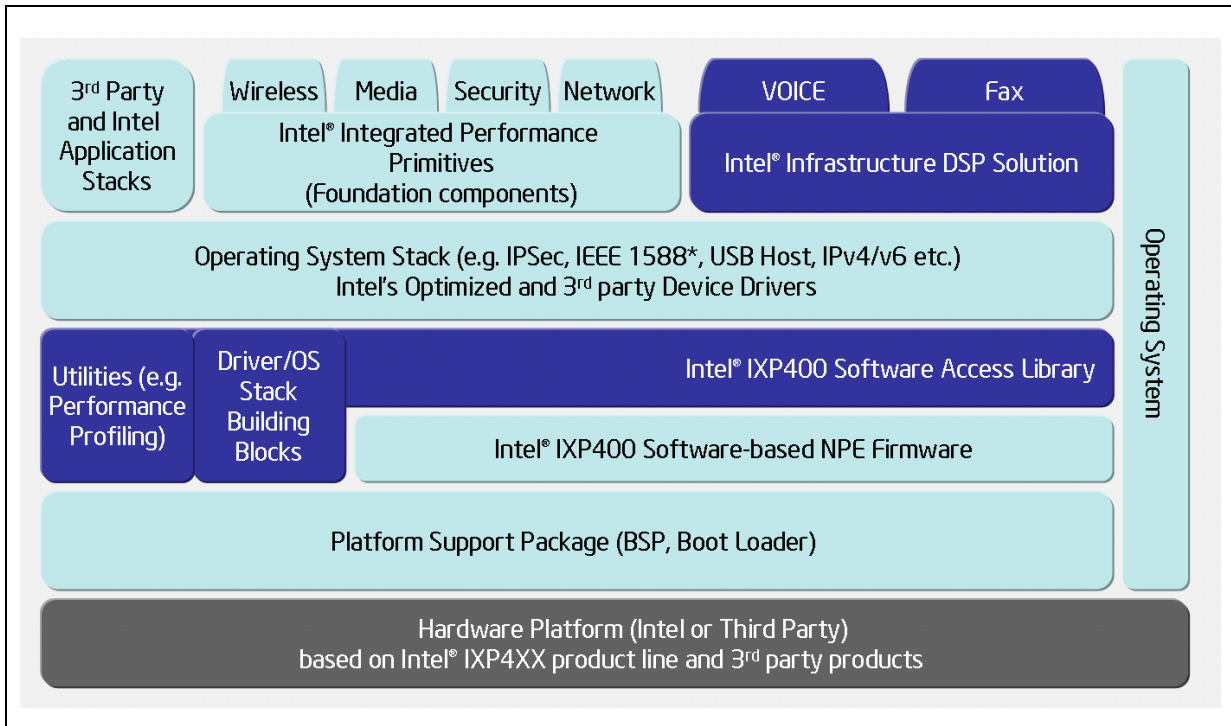 3rd Party
and Intel
Application
Stacks
Wireless
Media
Security
Network
Intel® Integrated Performance
Primitives
(Foundation components)
VOICE
Fax
Intel® Infrastructure DSP Solution
Operating System
Operating System Stack (e.g. IPSec, IEEE 1588*, USB Host, IPv4/v6 etc.)
Intel's Optimized and 3rd party Device Drivers
Utilities (e.g.
Performance
Profiling)
Driver/OS
Stack
Building
Blocks
Intel® IXP400 Software Access Library
Intel® IXP400 Software-based NPE Firmware
Platform Support Package (BSP, Boot Loader)
Hardware Platform (Intel or Third Party)
based on Intel® IXP4XX product line and 3rd party products